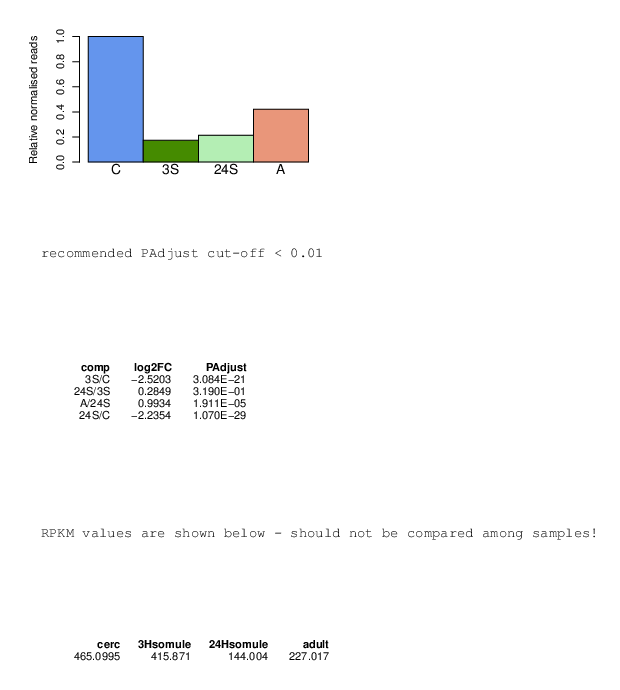 Relative normalised reads
1.0
0.8
0.6
0.4
0.2
0.0
C 3S 24S A
recommended PAdjust cut-off < 0.01
comp log2FC PAdjust
3S/C −2.5203 3.084E−21
24S/3S 0.2849 3.190E−01
A/24S 0.9934 1.911E−05
24S/C −2.2354 1.070E−29
RPKM values are shown below - should not be compared among samples!
cerc 3Hsomule 24Hsomule adult
465.0995 415.871 144.004 227.017